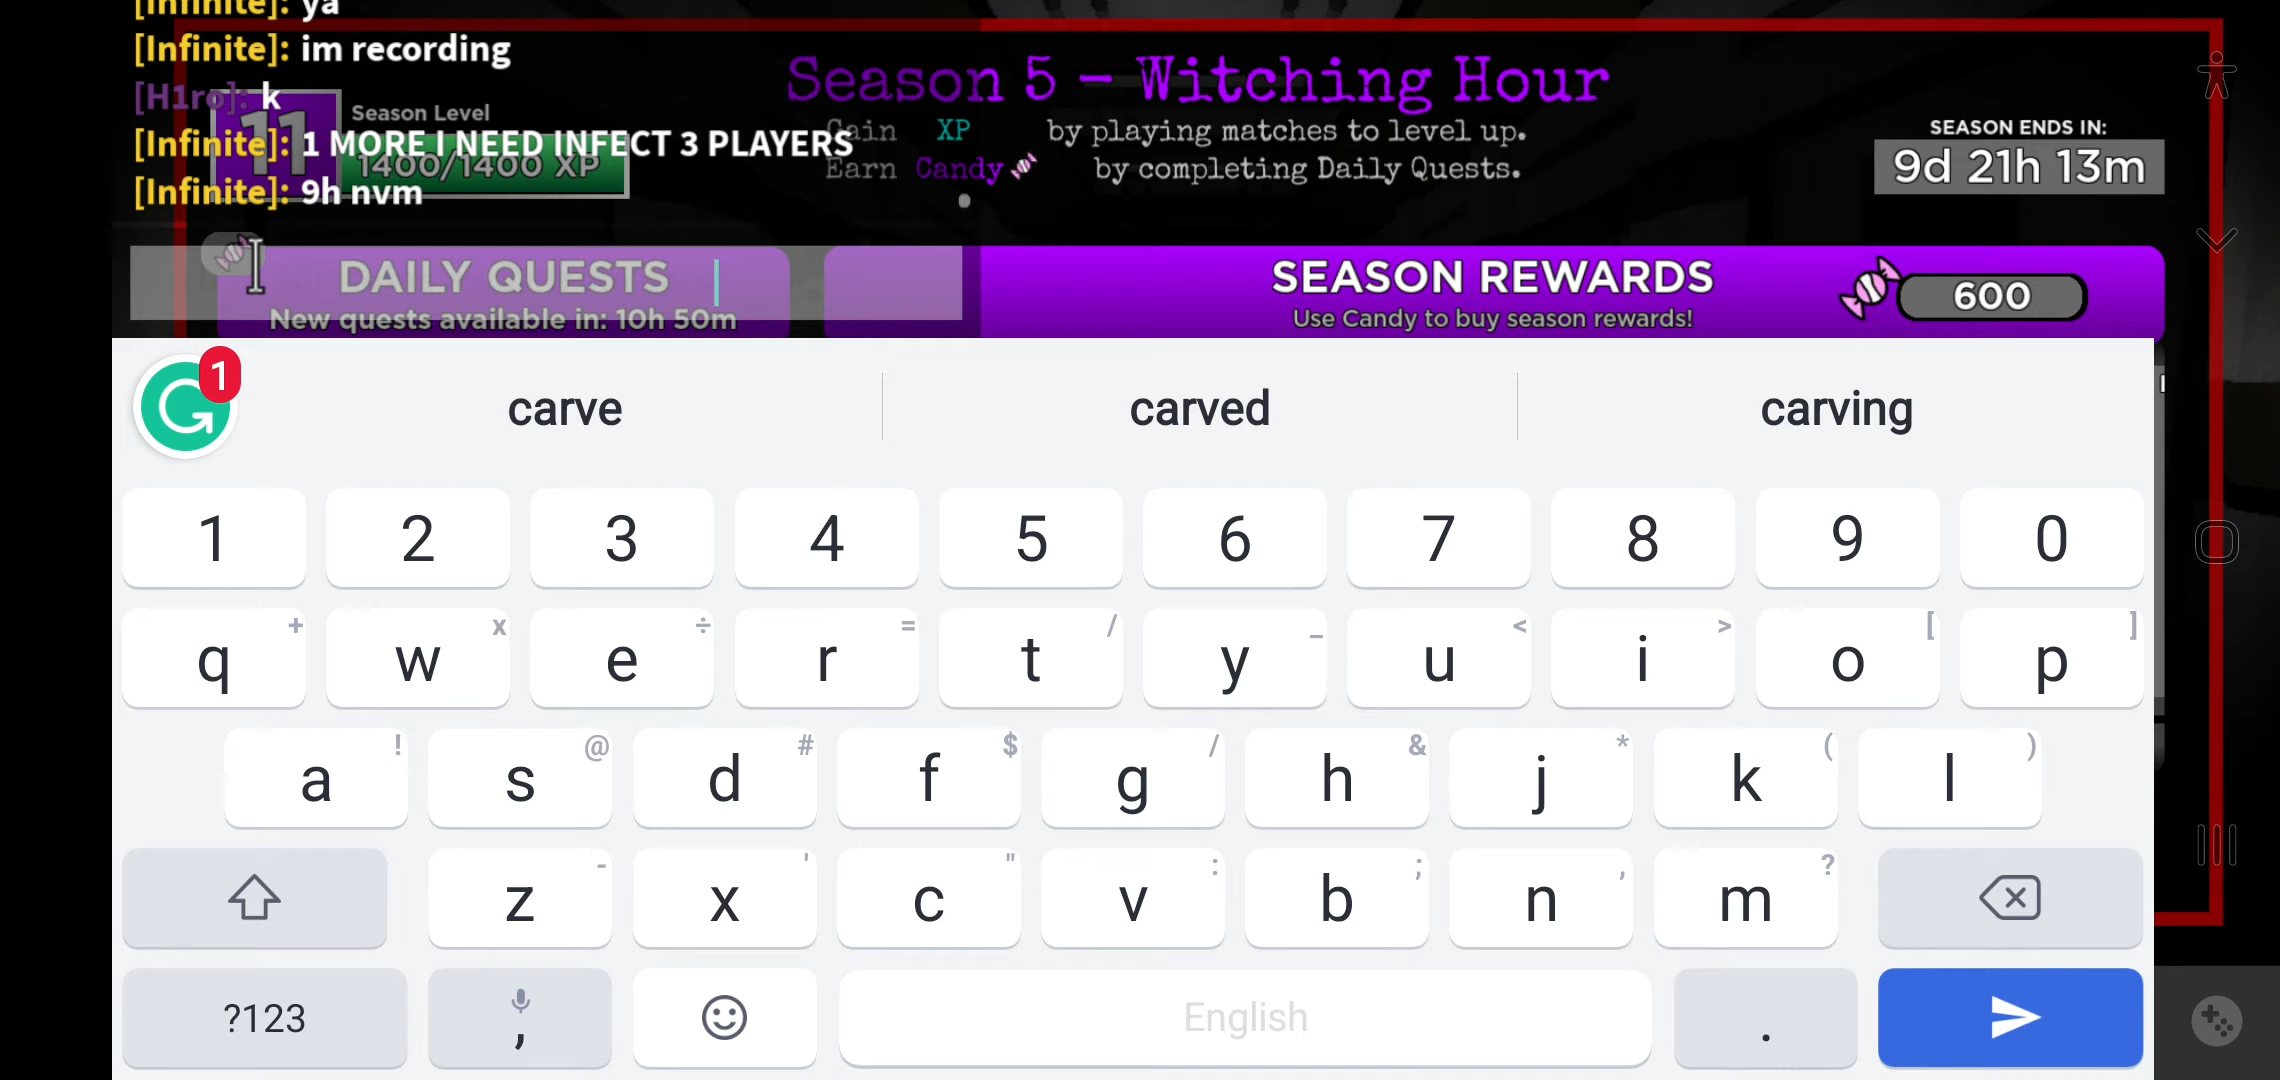 [Infinite]: ya
[Infinite]: im recording
[H1ro]: k
[Infinite]: 1 MORE I NEED INFECT 3 PLAYERS
[Infinite]: 9h nvm
11
Season Level
1400/1400 XP
Season 5 – Witching Hour
Gain XP by playing matches to level up.
Earn Candy by completing Daily Quests.
SEASON ENDS IN:
9d 21h 13m
DAILY QUESTS
New quests available in: 10h 50m
SEASON REWARDS
Use Candy to buy season rewards!
600
1
carve carved carving
1 2 3 4 5 6 7 8 9 0
+ x ÷ = / _ < > [ ]
q w e r t y u i o p
! @ # $ / & * ( )
a s d f g h j k l
- ' " : ; , ?
z x c v b n m
?123 , English .